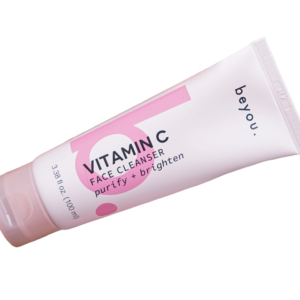 beyou.
VITAMIN C
FACE CLEANSER
purify + brighten
3.38 fl oz. (100 ml)